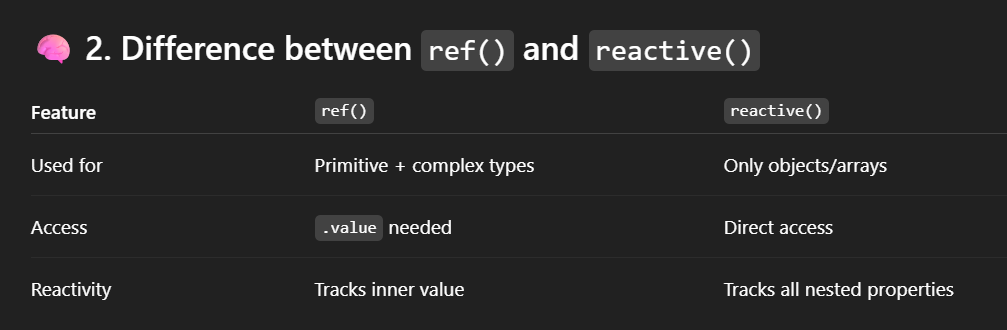 🧠 2. Difference between ref() and reactive()
Feature ref() reactive()
Used for Primitive + complex types Only objects/arrays
Access .value needed Direct access
Reactivity Tracks inner value Tracks all nested properties